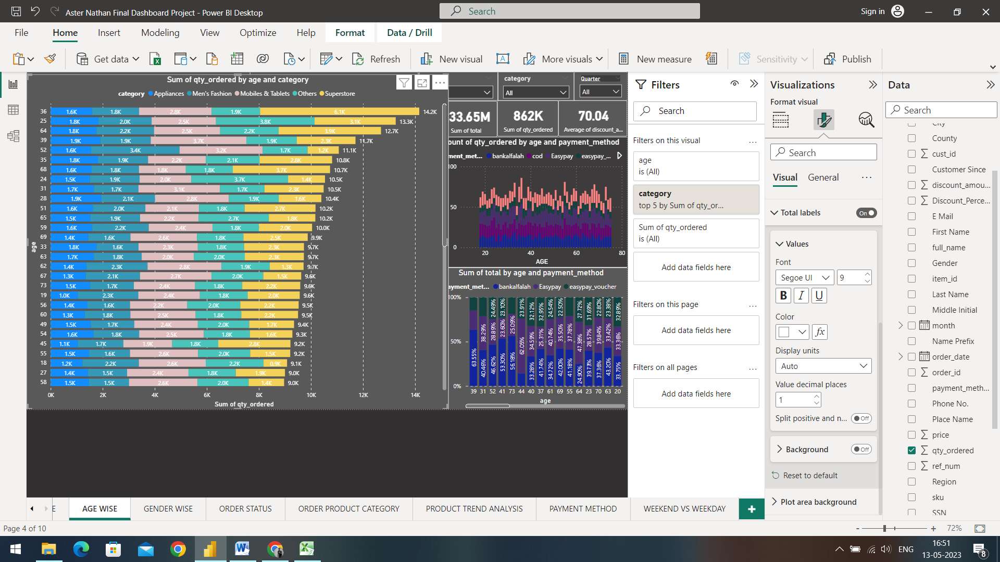 Aster Nathan Final Dashboard Project - Power BI Desktop
Search
Sign in
File Home Insert Modeling View Optimize Help Format Data / Drill
Get data
Refresh
New visual
More visuals
New measure
Sensitivity
Publish
Sum of qty_ordered by age and category
category Appliances Men's Fashion Mobiles & Tablets Others Superstore
36 1.6K 1.8K 2.8K 1.9K 6.1K 14.2K
25 1.8K 2.0K 2.5K 3.8K 3.1K 13.3K
64 1.8K 2.2K 2.5K 2.2K 3.9K 12.7K
39 1.9K 1.9K 3.7K 1.9K 2.3K 11.7K
52 1.6K 3.4K 3.2K 1.7K 1.2K 11.1K
35 1.8K 1.9K 2.2K 2.1K 2.8K 10.8K
68 1.6K 1.8K 1.8K 1.8K 3.7K 10.7K
24 1.5K 1.9K 2.0K 3.7K 1.4K 10.5K
31 1.7K 1.7K 3.1K 1.7K 2.3K 10.5K
28 1.9K 2.1K 2.8K 1.9K 1.6K 10.4K
51 1.6K 2.0K 2.1K 1.8K 2.7K 10.2K
65 1.5K 1.9K 2.2K 2.7K 1.8K 10.2K
59 1.6K 2.2K 2.4K 1.8K 2.0K 10.0K
69 1.4K 1.6K 2.6K 1.8K 2.5K 9.9K
33 1.8K 1.6K 2.3K 1.8K 2.3K 9.7K
63 1.7K 1.8K 2.0K 2.0K 2.3K 9.7K
62 1.4K 2.3K 2.8K 1.9K 1.3K 9.7K
67 1.3K 2.1K 2.7K 2.0K 1.5K 9.6K
73 1.5K 1.7K 2.4K 1.8K 2.2K 9.6K
19 1.0K 2.3K 2.4K 1.8K 2.0K 9.6K
56 1.4K 1.6K 2.2K 2.0K 2.2K 9.5K
60 1.3K 1.8K 2.5K 1.8K 2.2K 9.5K
49 1.5K 1.7K 2.4K 2.0K 1.7K 9.4K
54 1.6K 1.8K 2.5K 1.8K 1.6K 9.3K
45 1.1K 1.7K 1.9K 1.8K 2.8K 9.2K
55 1.5K 1.6K 2.6K 2.0K 1.5K 9.2K
18 1.2K 2.2K 2.6K 2.2K 0.9K 9.1K
27 1.4K 1.5K 2.4K 1.8K 1.9K 9.0K
58 1.5K 1.5K 2.6K 2.0K 1.4K 9.0K
age
0K 2K 4K 6K 8K 10K 12K 14K
Sum of qty_ordered
category
All
Quarter
All
33.65M
Sum of total
862K
Sum of qty_ordered
70.04
Average of discount_a...
ount of qty_ordered by age and payment_method
ment_met... bankalfalah cod Easypay easypay_...
100
50
0
20 40 60 80
AGE
Sum of total by age and payment_method
ayment_met... bankalfalah Easypay easypay_voucher
100%
50%
0%
24.49% 23.10% 23.91% 32.12% 32.95% 24.54% 22.50% 27.72% 31.69% 22.80% 23.38% 32.89%
38.29% 28.89% 23.60% 25.09% 62.05% 34.59% 25.31% 40.74% 35.50% 37.78% 47.38% 28.57% 39.84% 33.42% 33.36%
63.55% 40.46% 46.62% 53.30% 56.18% 33.28% 41.74% 34.72% 42.00% 41.18% 24.90% 39.73% 37.36% 43.20% 33.75%
39 31 52 41 73 44 40 37 61 69 55 64 23 70 63 20
age
Filters
Search
Filters on this visual ...
age
is (All)
category
top 5 by Sum of qty_or...
Sum of qty_ordered
is (All)
Add data fields here
Filters on this page ...
Add data fields here
Filters on all pages ...
Add data fields here
Visualizations
Format visual
Search
Visual General ...
Total labels On
Values
Font
Segoe UI 9
B I U
Color
fx
Display units
Auto
Value decimal places
1
Split positive and n... Off
Background Off
Reset to default
Plot area background
Data
Search
City
County
cust_id
Customer Since
discount_amou...
Discount_Perce...
E Mail
First Name
full_name
Gender
item_id
Last Name
Middle Initial
month
Name Prefix
order_date
order_id
payment_meth...
Phone No.
Place Name
price
qty_ordered
ref_num
Region
sku
SSN
E AGE WISE GENDER WISE ORDER STATUS ORDER PRODUCT CATEGORY PRODUCT TREND ANALYSIS PAYMENT METHOD WEEKEND VS WEEKDAY +
Page 4 of 10
- + 72%
ENG
16:51
13-05-2023
8